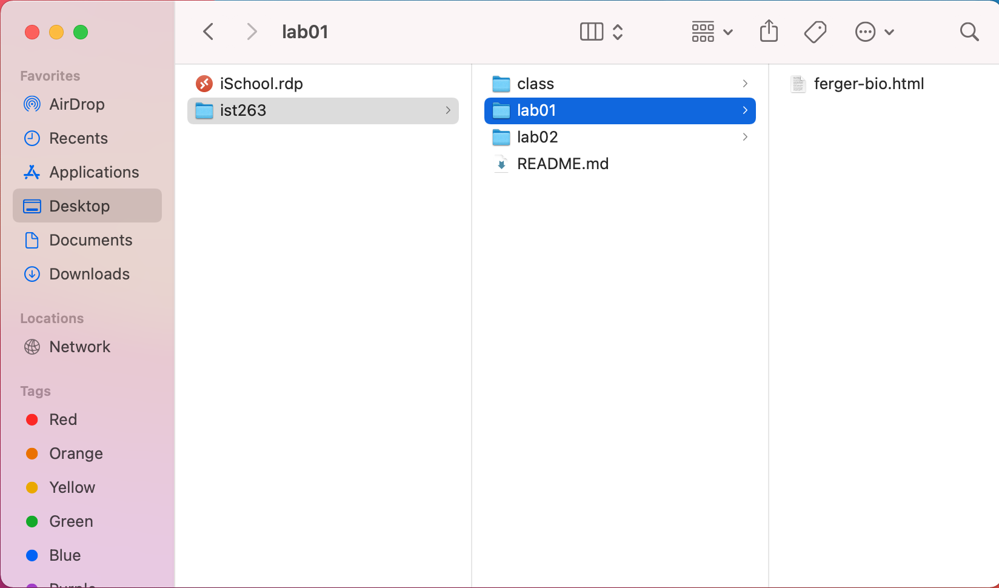 lab01
Favorites
AirDrop
Recents
Applications
Desktop
Documents
Downloads
Locations
Network
Tags
Red
Orange
Yellow
Green
Blue
Purple
iSchool.rdp
ist263
class
lab01
lab02
README.md
ferger-bio.html